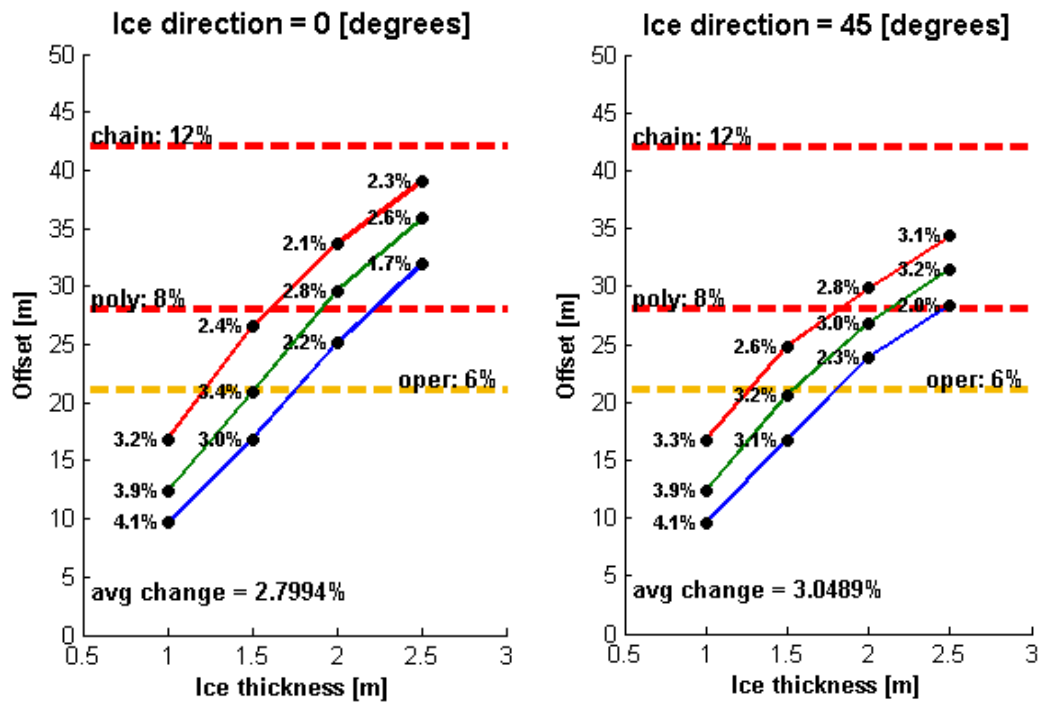 Ice direction = 0 [degrees]
50
45
40
35
30
25
20
15
10
5
0
Offset [m]
chain: 12%
poly: 8%
oper: 6%
2.3%
2.6%
1.7%
2.1%
2.8%
2.2%
2.4%
3.4%
3.0%
3.2%
3.9%
4.1%
avg change = 2.7994%
0.5 1 1.5 2 2.5 3
Ice thickness [m]
Ice direction = 45 [degrees]
50
45
40
35
30
25
20
15
10
5
0
Offset [m]
chain: 12%
poly: 8%
oper: 6%
3.1%
3.2%
2.0%
2.8%
3.0%
2.3%
2.6%
3.2%
3.1%
3.3%
3.9%
4.1%
avg change = 3.0489%
0.5 1 1.5 2 2.5 3
Ice thickness [m]